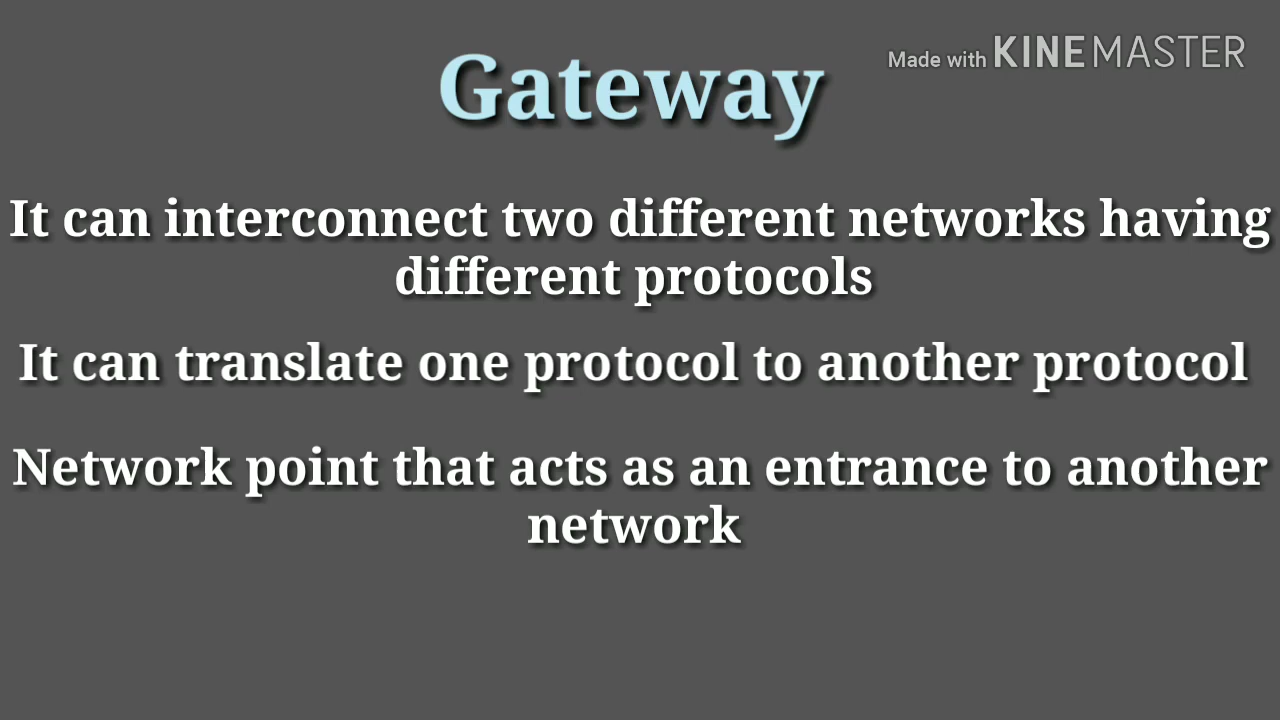 Made with KINEMASTER
Gateway
It can interconnect two different networks having
different protocols
It can translate one protocol to another protocol
Network point that acts as an entrance to another
network